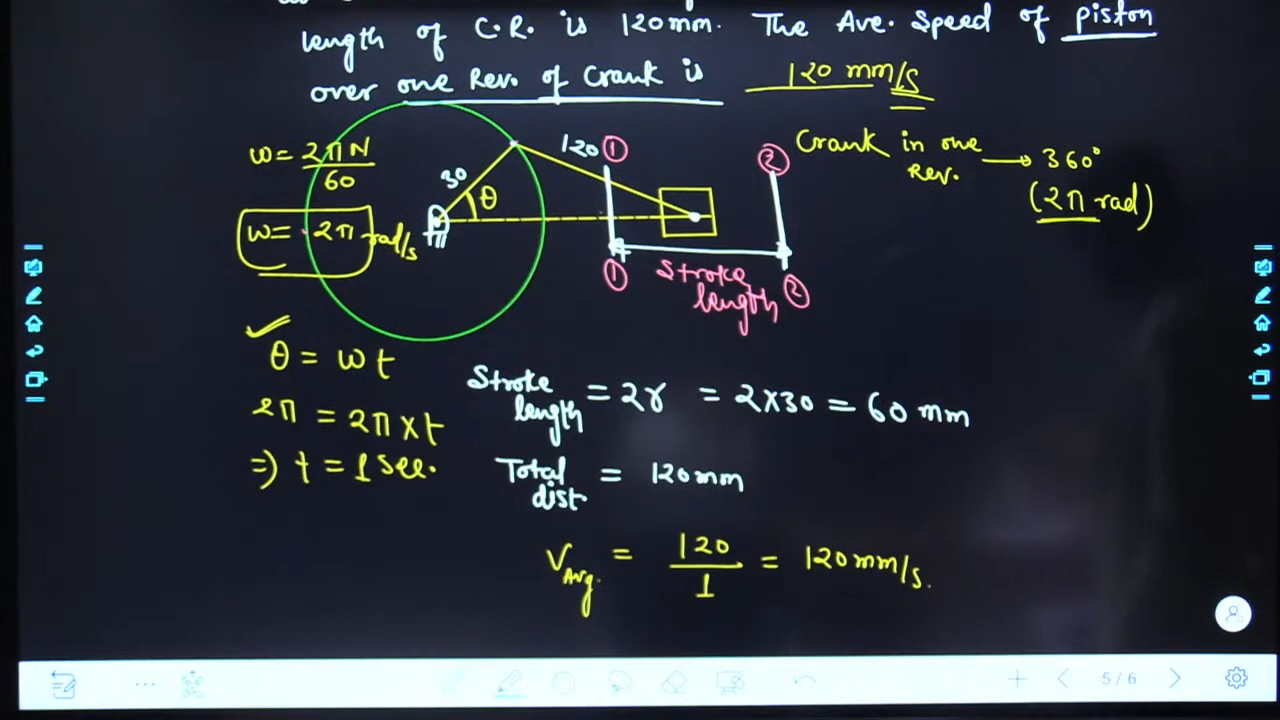 length of C.R. is 120mm. The Ave. Speed of piston
over one Rev. of Crank is 120 mm/s
ω = 2πN/60
ω = 2π rad/s
30
θ
120
①
②
①
②
Stroke length
Crank in one Rev. → 360°
(2π rad)
θ = ωt
2π = 2π×t
⇒ t = 1 sec.
Stroke length = 2r = 2×30 = 60 mm
Total dist. = 120mm
V Avg. = 120/1 = 120mm/s.
5/6